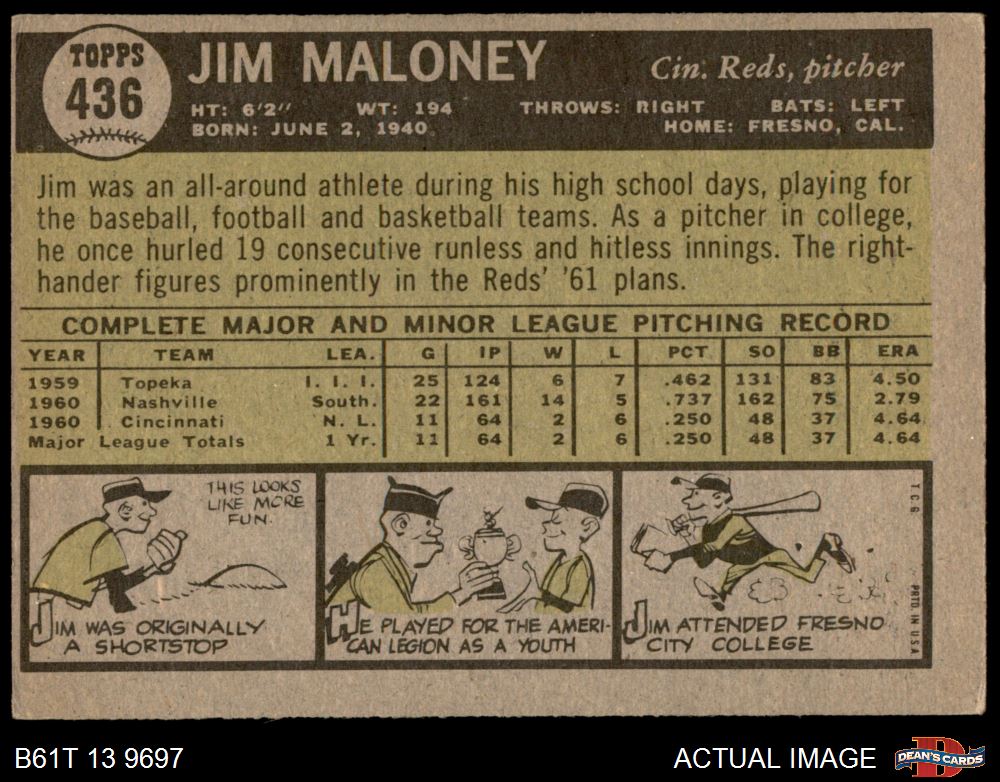 TOPPS
436
JIM MALONEY
Cin. Reds, pitcher
HT: 6'2" WT: 194 THROWS: RIGHT BATS: LEFT
BORN: JUNE 2, 1940 HOME: FRESNO, CAL.
Jim was an all-around athlete during his high school days, playing for
the baseball, football and basketball teams. As a pitcher in college,
he once hurled 19 consecutive runless and hitless innings. The right-
hander figures prominently in the Reds' '61 plans.
COMPLETE MAJOR AND MINOR LEAGUE PITCHING RECORD
YEAR TEAM LEA. G IP W L PCT SO BB ERA
1959 Topeka I. I. I. 25 124 6 7 .462 131 83 4.50
1960 Nashville South. 22 161 14 5 .737 162 75 2.79
1960 Cincinnati N. L. 11 64 2 6 .250 48 37 4.64
Major League Totals 1 Yr. 11 64 2 6 .250 48 37 4.64
THIS LOOKS
LIKE MORE
FUN.
JIM WAS ORIGINALLY
A SHORTSTOP
HE PLAYED FOR THE AMERI-
CAN LEGION AS A YOUTH
JIM ATTENDED FRESNO
CITY COLLEGE
T.C.G.
PRTD. IN U.S.A.
B61T 13 9697
ACTUAL IMAGE
DEAN'S CARDS